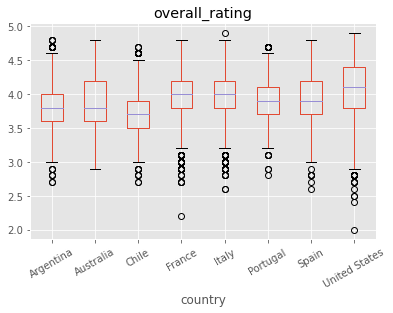 overall_rating
5.0
4.5
4.0
3.5
3.0
2.5
2.0
Argentina
Australia
Chile
France
Italy
Portugal
Spain
United States
country